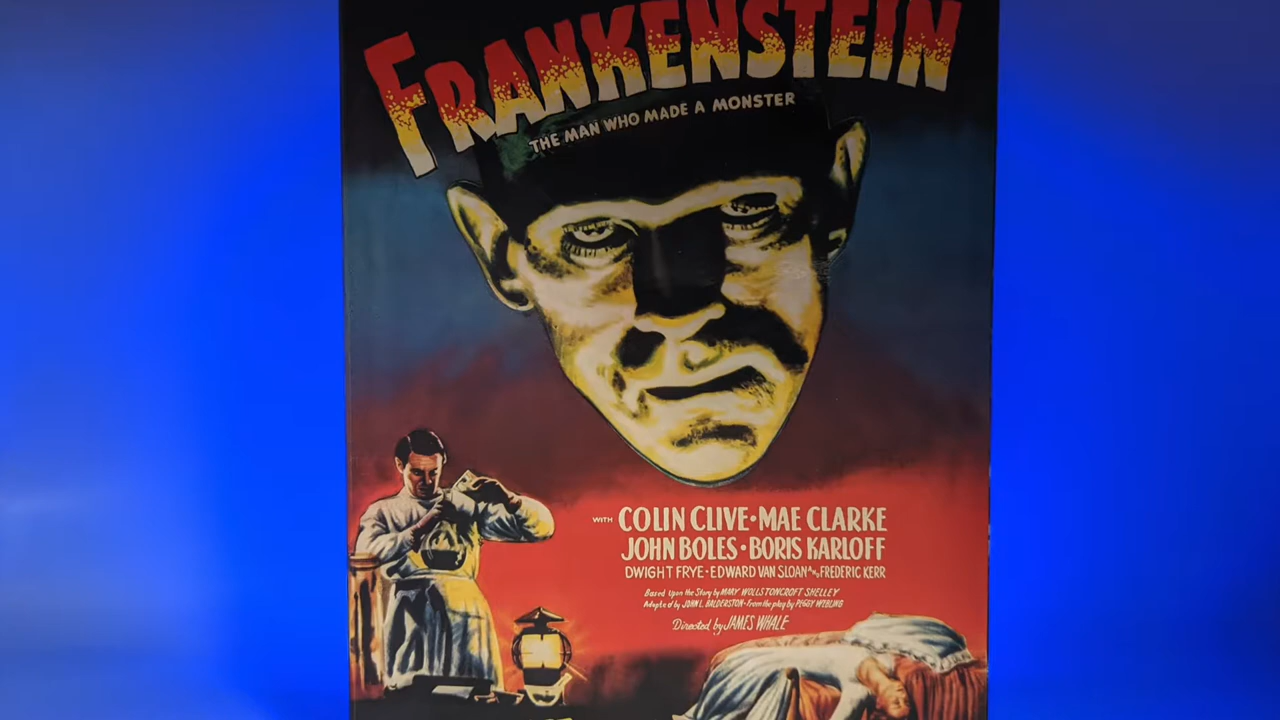 FRANKENSTEIN
THE MAN WHO MADE A MONSTER
WITH COLIN CLIVE • MAE CLARKE
JOHN BOLES • BORIS KARLOFF
DWIGHT FRYE - EDWARD VAN SLOAN AND FREDERIC KERR
Based upon the Story by MARY WOLLSTONCROFT SHELLEY
Adapted by JOHN L. BALDERSTON - From the play by PEGGY WEBLING
Directed by JAMES WHALE